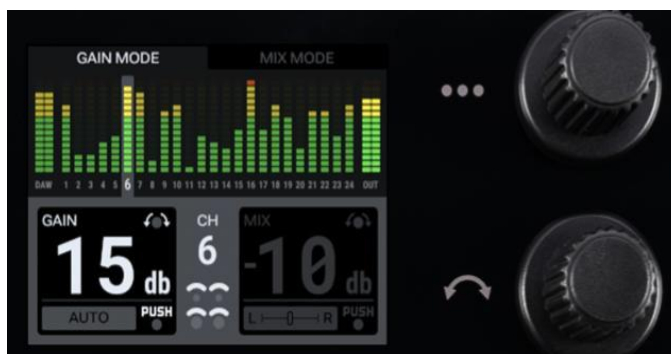 GAIN MODE MIX MODE
DAW 1 2 3 4 5 6 7 8 9 10 11 12 13 14 15 16 17 18 19 20 21 22 23 24 OUT
GAIN CH MIX
15 db 6 -10 db
AUTO PUSH L R PUSH